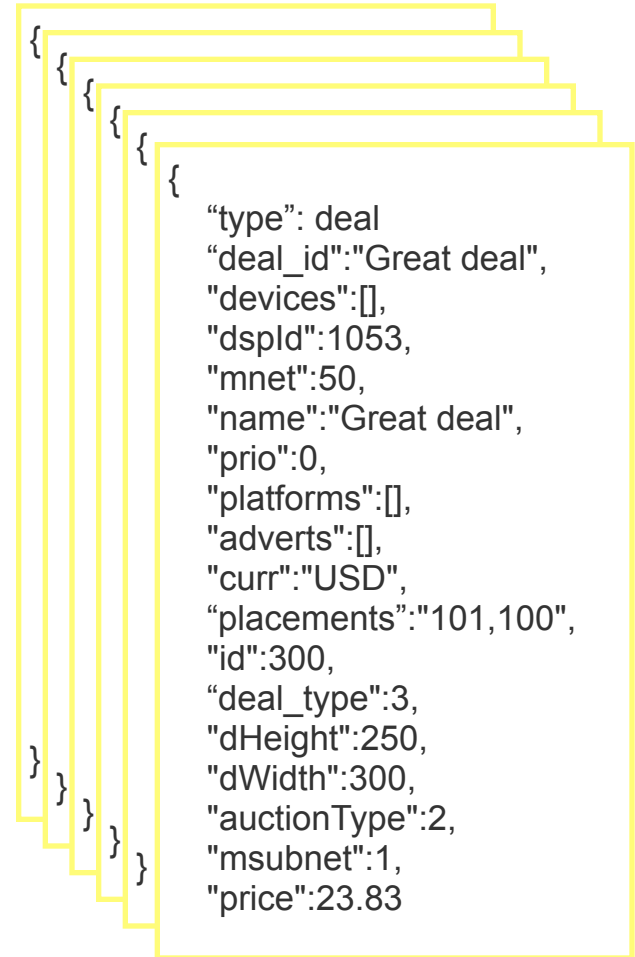 {
{
{
{
{
{
“type”: deal
“deal_id":"Great deal",
"devices":[],
"dspId":1053,
"mnet":50,
"name":"Great deal",
"prio":0,
"platforms":[],
"adverts":[],
"curr":"USD",
“placements”:"101,100",
"id":300,
“deal_type":3,
"dHeight":250,
"dWidth":300,
"auctionType":2,
"msubnet":1,
"price":23.83
}
}
}
}
}